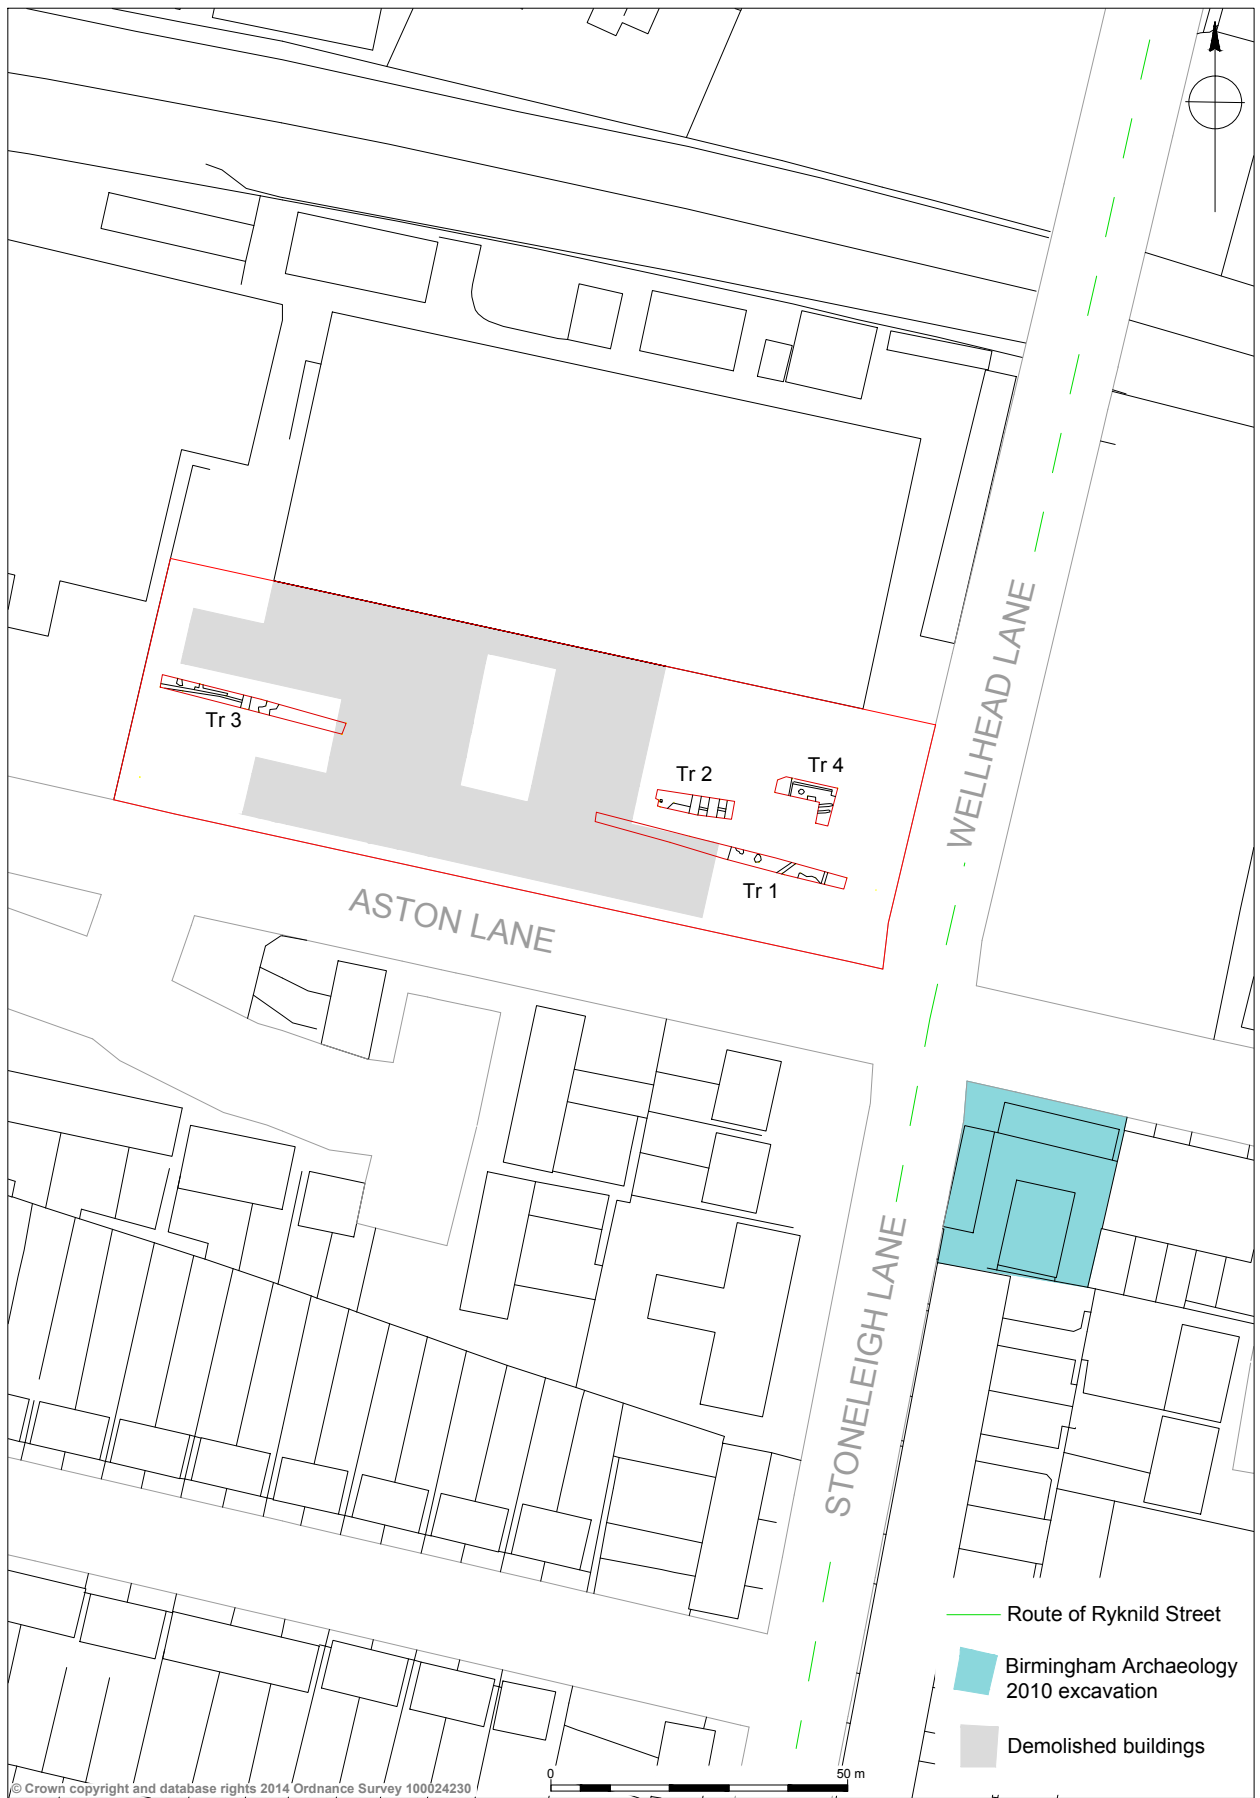 WELLHEAD LANE
Tr 3
Tr 2
Tr 4
Tr 1
ASTON LANE
STONELEIGH LANE
Route of Ryknild Street
Birmingham Archaeology
2010 excavation
Demolished buildings
0
50 m
© Crown copyright and database rights 2014 Ordnance Survey 100024230